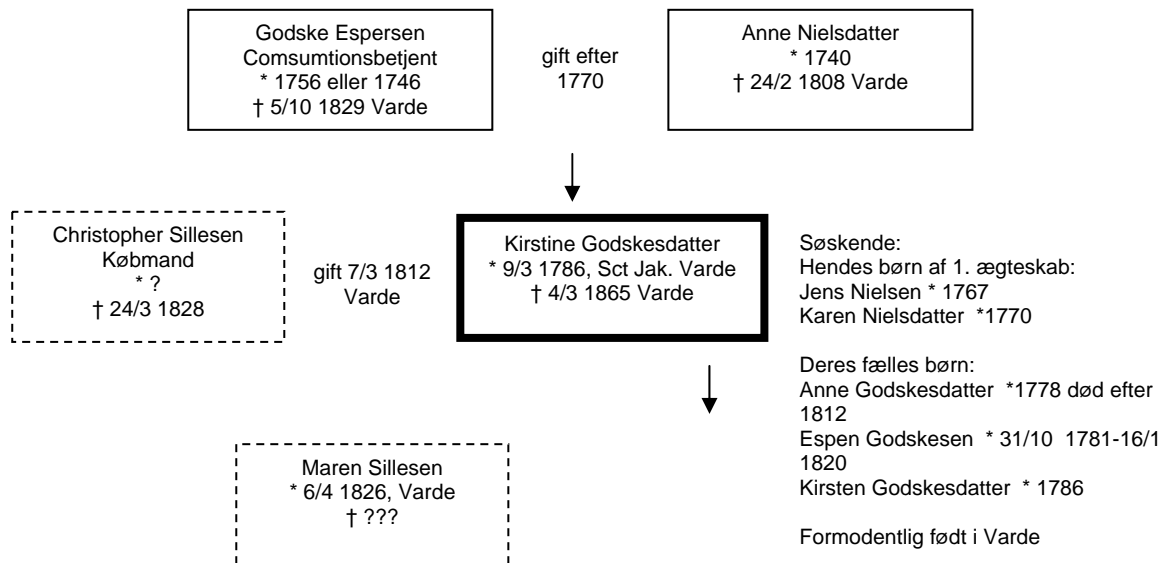 Godske Espersen
Comsumtionsbetjent
* 1756 eller 1746
† 5/10 1829 Varde
gift efter
1770
Anne Nielsdatter
* 1740
† 24/2 1808 Varde
Christopher Sillesen
Købmand
* ?
† 24/3 1828
gift 7/3 1812
Varde
Kirstine Godskesdatter
* 9/3 1786, Sct Jak. Varde
† 4/3 1865 Varde
Søskende:
Hendes børn af 1. ægteskab:
Jens Nielsen * 1767
Karen Nielsdatter *1770
Deres fælles børn:
Anne Godskesdatter *1778 død efter
1812
Espen Godskesen * 31/10 1781-16/1
1820
Kirsten Godskesdatter * 1786
Formodentlig født i Varde
Maren Sillesen
* 6/4 1826, Varde
† ???